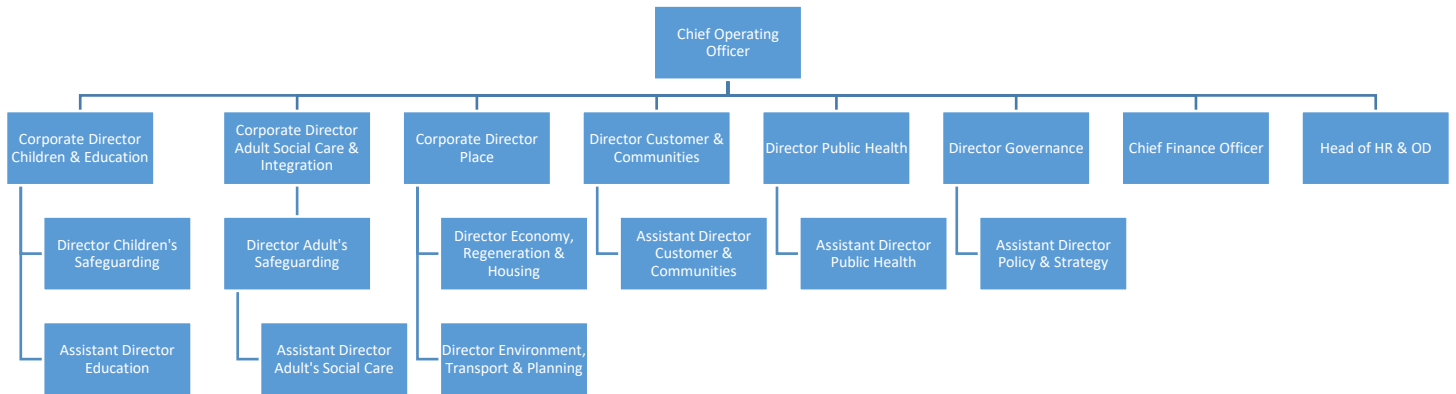 Chief Operating
Officer
Corporate Director
Children & Education
Corporate Director
Adult Social Care &
Integration
Corporate Director
Place
Director Customer &
Communities
Director Public Health
Director Governance
Chief Finance Officer
Head of HR & OD
Director Children's
Safeguarding
Director Adult's
Safeguarding
Director Economy,
Regeneration &
Housing
Assistant Director
Customer &
Communities
Assistant Director
Public Health
Assistant Director
Policy & Strategy
Assistant Director
Education
Assistant Director
Adult's Social Care
Director Environment,
Transport & Planning